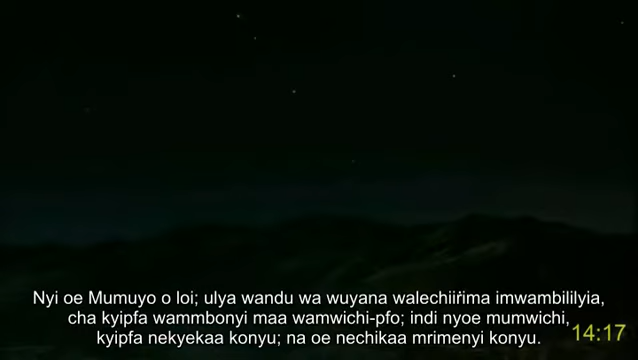 Nyi oe Mumuyo o loi; ulya wandu wa wuyana walechiiṙima imwambililyia,
cha kyipfa wammbonyi maa wamwichi-pfo; indi nyoe mumwichi,
kyipfa nekyekaa konyu; na oe nechikaa mrimenyi konyu.
14:17